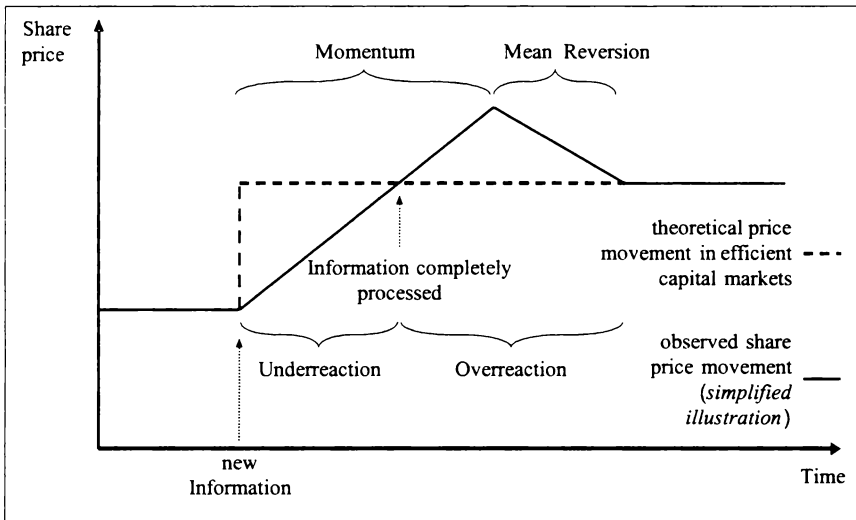 Share
price
Momentum
Mean Reversion
theoretical price
movement in efficient
capital markets
Information completely
processed
Underreaction
Overreaction
observed share
price movement
(simplified
illustration)
new
Information
Time